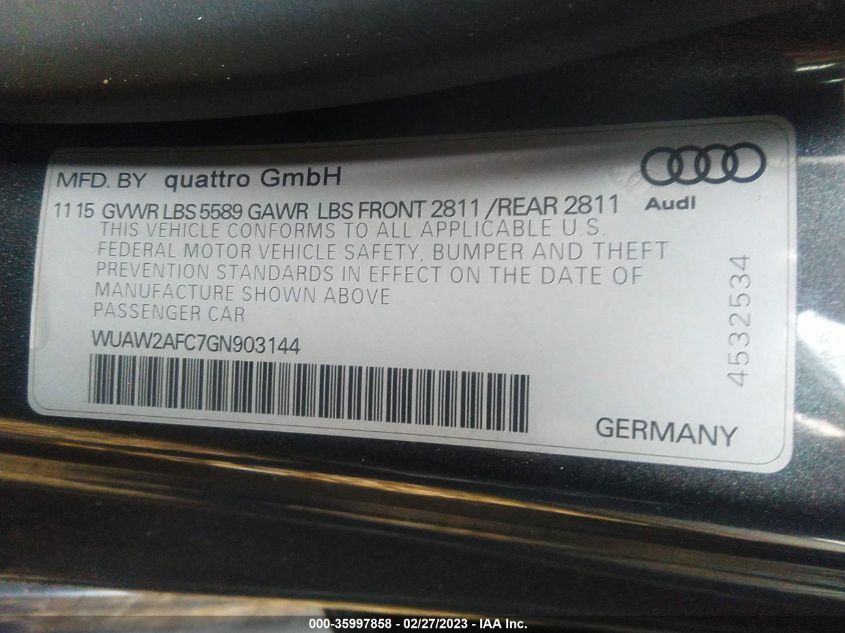 MFD. BY quattro GmbH
Audi
11 15 GVWR LBS 5589 GAWR LBS FRONT 2811 /REAR 2811
THIS VEHICLE CONFORMS TO ALL APPLICABLE U.S.
FEDERAL MOTOR VEHICLE SAFETY, BUMPER AND THEFT
PREVENTION STANDARDS IN EFFECT ON THE DATE OF
MANUFACTURE SHOWN ABOVE
PASSENGER CAR
WUAW2AFC7GN903144
4532534
GERMANY
000-35997858 - 02/27/2023 - IAA Inc.